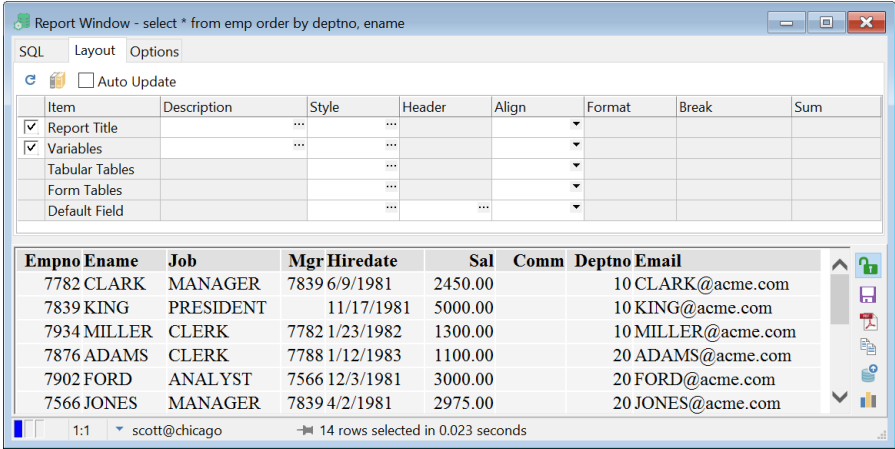 Report Window - select * from emp order by deptno, ename
SQL Layout Options
Auto Update
Item Description Style Header Align Format Break Sum
Report Title ... ...
Variables ... ...
Tabular Tables ...
Form Tables ...
Default Field ... ...
Empno Ename Job Mgr Hiredate Sal Comm Deptno Email
7782 CLARK MANAGER 7839 6/9/1981 2450.00 10 CLARK@acme.com
7839 KING PRESIDENT 11/17/1981 5000.00 10 KING@acme.com
7934 MILLER CLERK 7782 1/23/1982 1300.00 10 MILLER@acme.com
7876 ADAMS CLERK 7788 1/12/1983 1100.00 20 ADAMS@acme.com
7902 FORD ANALYST 7566 12/3/1981 3000.00 20 FORD@acme.com
7566 JONES MANAGER 7839 4/2/1981 2975.00 20 JONES@acme.com
1:1 scott@chicago 14 rows selected in 0.023 seconds